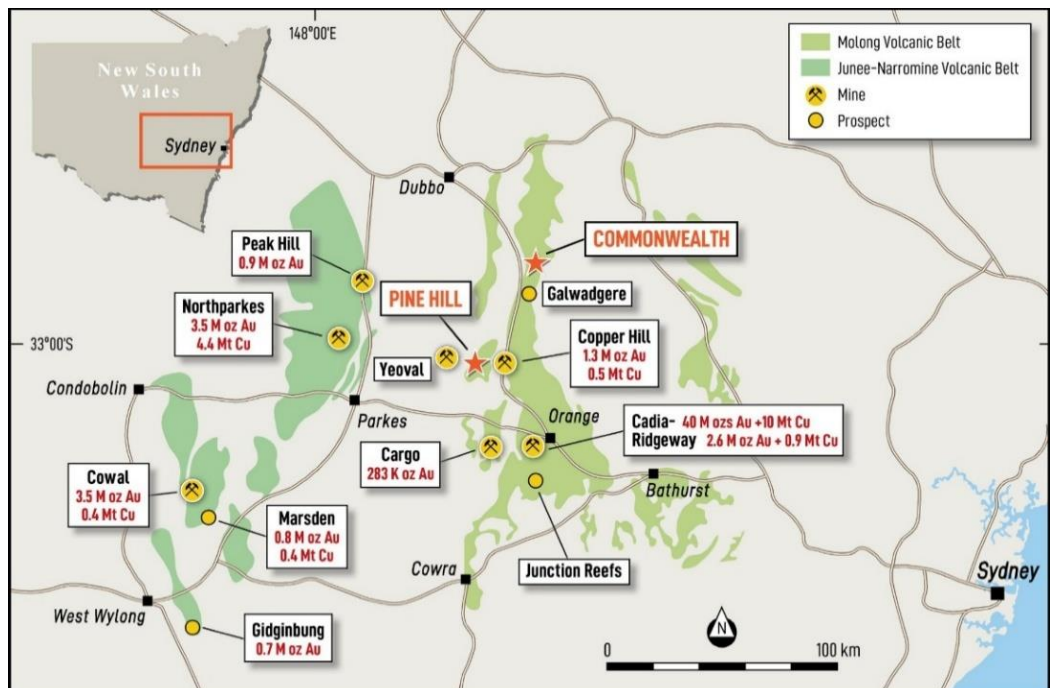 148°00'E
New South
Wales
Sydney
Molong Volcanic Belt
Junee-Narromine Volcanic Belt
Mine
Prospect
Dubbo
Peak Hill
0.9 M oz Au
COMMONWEALTH
PINE HILL
Galwadgere
Northparkes
3.5 M oz Au
4.4 Mt Cu
33°00'S
Yeoval
Copper Hill
1.3 M oz Au
0.5 Mt Cu
Condobolin
Parkes
Orange
Cadia- 40 M ozs Au +10 Mt Cu
Ridgeway 2.6 M oz Au + 0.9 Mt Cu
Cargo
283 K oz Au
Cowal
3.5 M oz Au
0.4 Mt Cu
Bathurst
Marsden
0.8 M oz Au
0.4 Mt Cu
Cowra
Junction Reefs
Sydney
West Wylong
Gidginbung
0.7 M oz Au
N
0
100 km